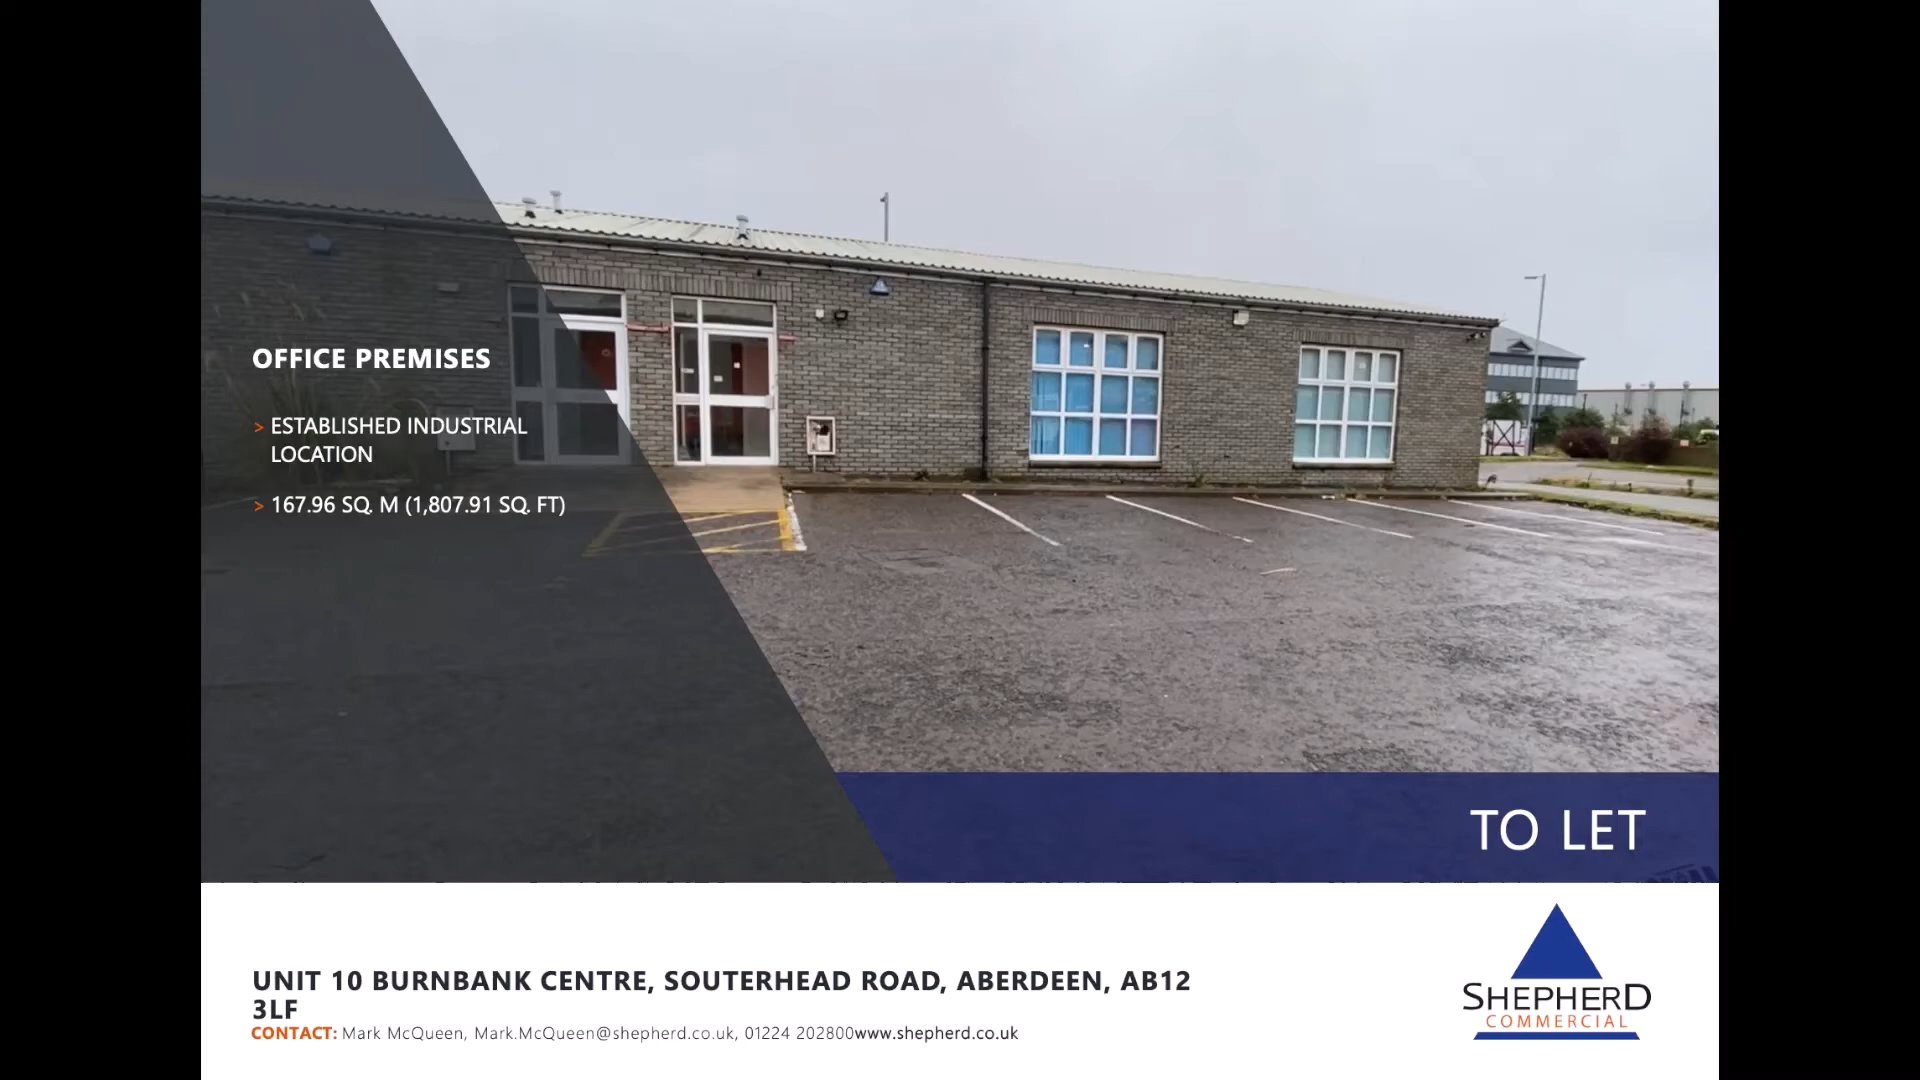 OFFICE PREMISES
> ESTABLISHED INDUSTRIAL
LOCATION
> 167.96 SQ. M (1,807.91 SQ. FT)
TO LET
UNIT 10 BURNBANK CENTRE, SOUTERHEAD ROAD, ABERDEEN, AB12
3LF
CONTACT: Mark McQueen, Mark.McQueen@shepherd.co.uk, 01224 202800www.shepherd.co.uk
SHEPHERD
COMMERCIAL